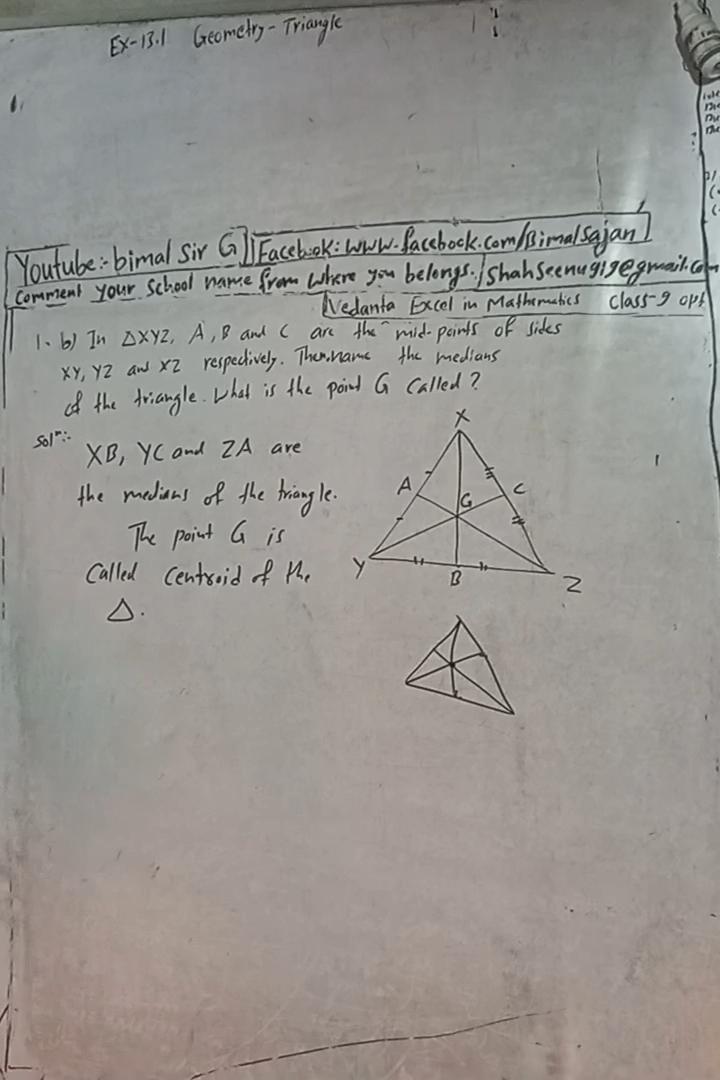 Ex-13.1 Geometry-Triangle
Youtube:- bimal Sir G Facebook: www.facebook.com/Bimalsajan
Comment your School name from where you belongs. / Shahseenu919@gmail.com
Vedanta Excel in Mathematics Class-9 opt
1. b) In ΔXYZ, A, B and C are the mid-points of sides
XY, YZ and XZ respectively. Then name the medians
of the triangle. What is the point G called?
Solⁿ:-
XB, YC and ZA are
the medians of the triangle.
The point G is
Called Centroid of the
Δ.
X
A
C
G
Y
B
Z